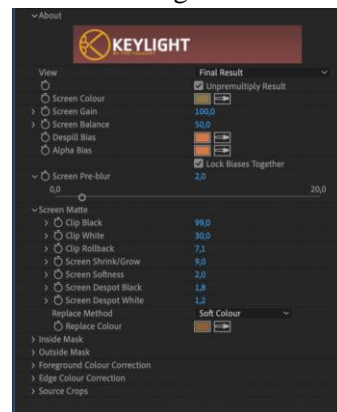 About
KEYLIGHT
View Final Result
Unpremultiply Result
Screen Colour
Screen Gain 100,0
Screen Balance 50,0
Despill Bias
Alpha Bias
Lock Biases Together
Screen Pre-blur 2,0
0,0 20,0
Screen Matte
Clip Black 99,0
Clip White 30,0
Clip Rollback 7,1
Screen Shrink/Grow 9,0
Screen Softness 2,0
Screen Despot Black 1,8
Screen Despot White 1,2
Replace Method Soft Colour
Replace Colour
Inside Mask
Outside Mask
Foreground Colour Correction
Edge Colour Correction
Source Crops